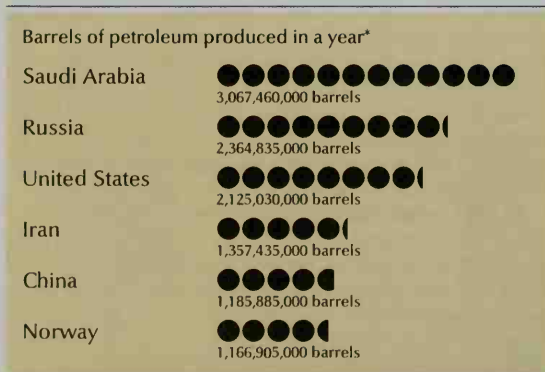 Barrels of petroleum produced in a year*
Saudi Arabia
3,067,460,000 barrels
Russia
2,364,835,000 barrels
United States
2,125,030,000 barrels
Iran
1,357,435,000 barrels
China
1,185,885,000 barrels
Norway
1,166,905,000 barrels